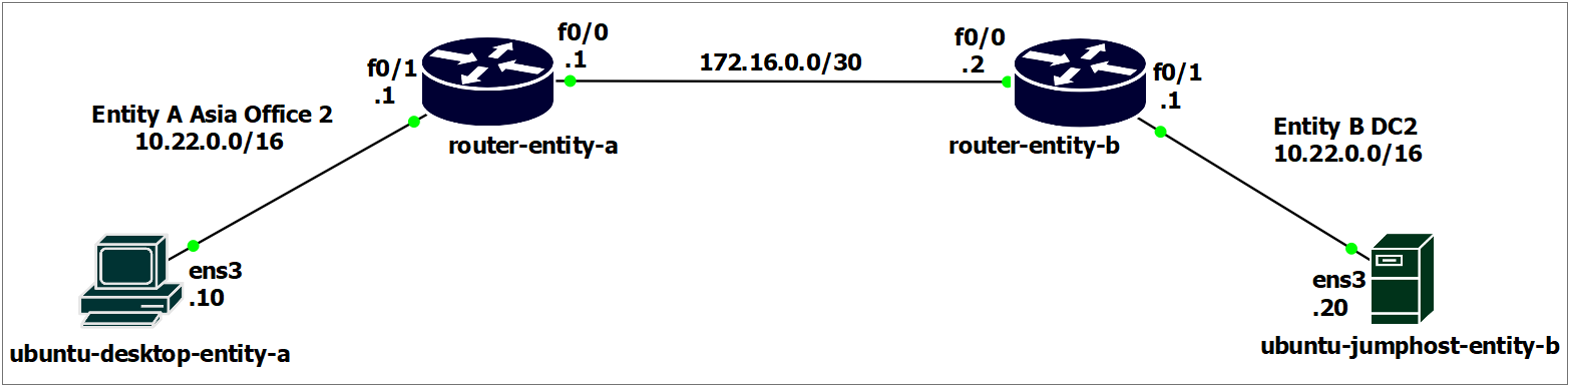 f0/0
.1
f0/1
.1
172.16.0.0/30
f0/0
.2
f0/1
.1
Entity A Asia Office 2
10.22.0.0/16
router-entity-a
router-entity-b
Entity B DC2
10.22.0.0/16
ens3
.10
ens3
.20
ubuntu-desktop-entity-a
ubuntu-jumphost-entity-b